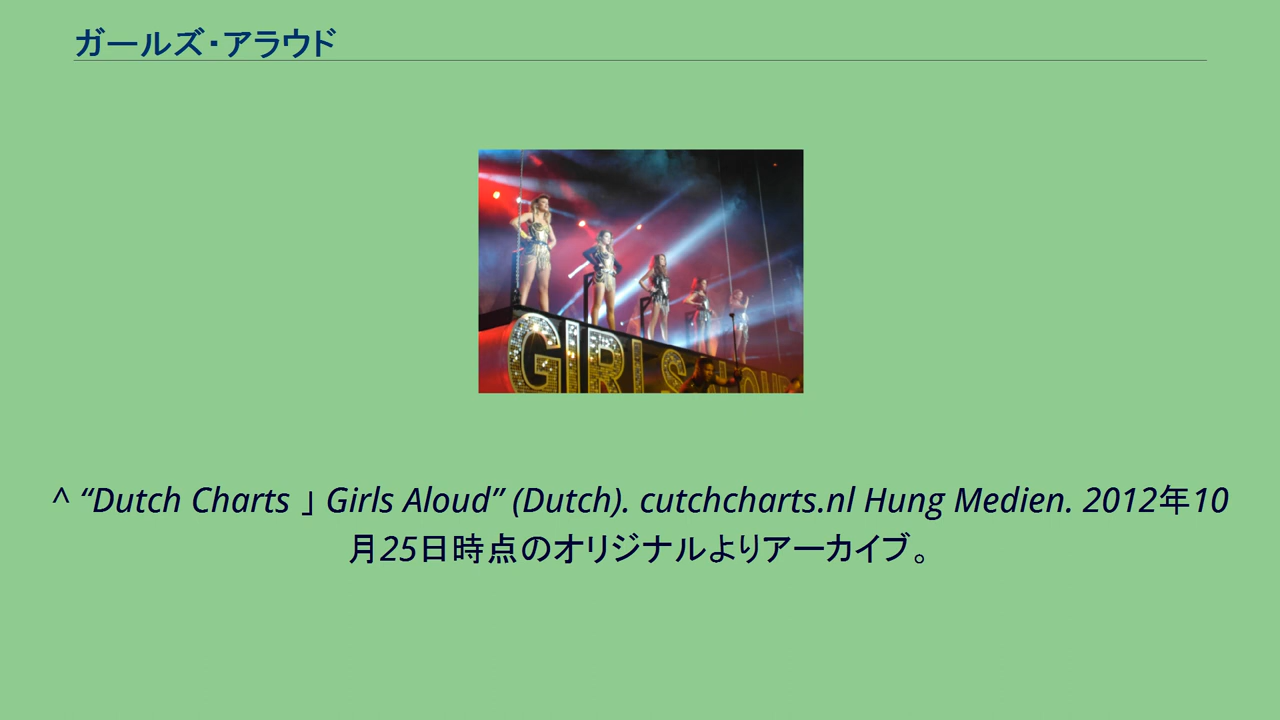 ガールズ・アラウド
GIRLS ALOUD
^ “Dutch Charts 」 Girls Aloud” (Dutch). cutchcharts.nl Hung Medien. 2012年10
月25日時点のオリジナルよりアーカイブ。